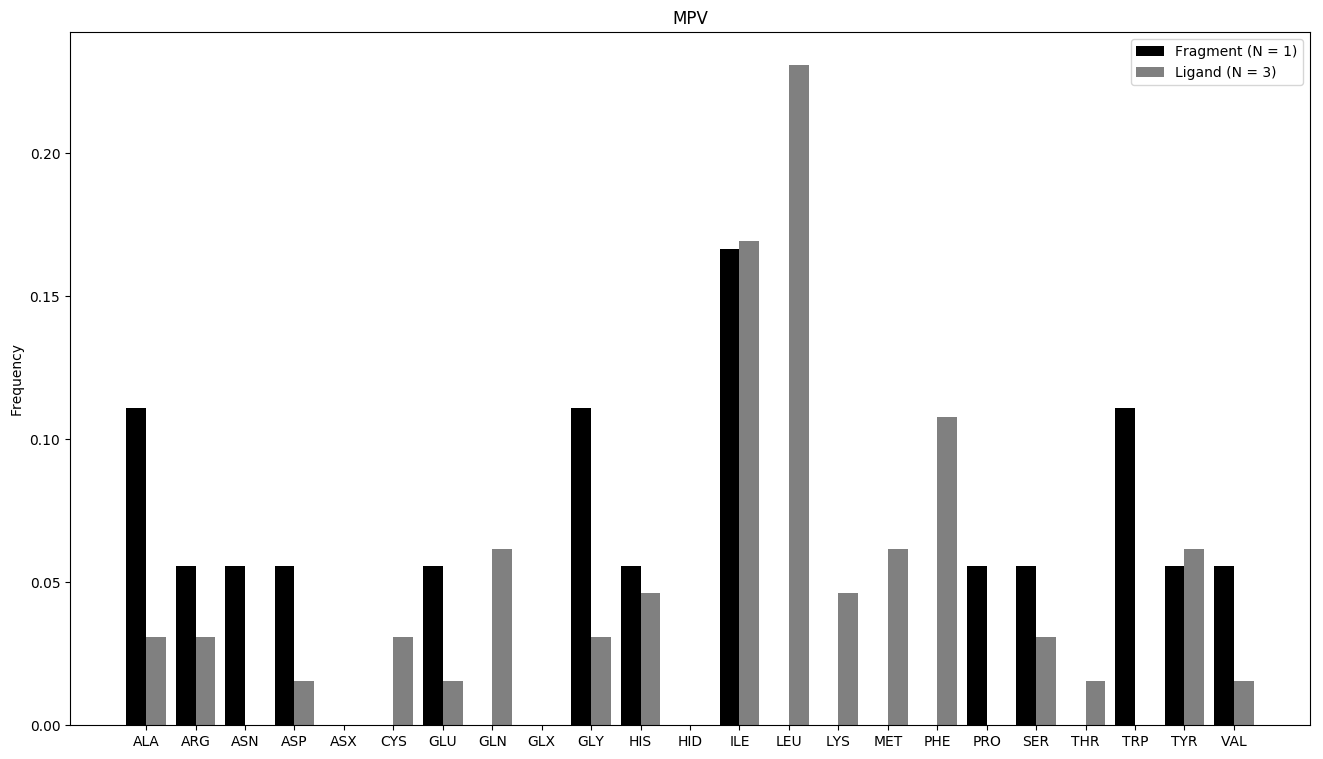 MPV
Fragment (N = 1)
Ligand (N = 3)
Frequency
0.20
0.15
0.10
0.05
0.00
ALA ARG ASN ASP ASX CYS GLU GLN GLX GLY HIS HID ILE LEU LYS MET PHE PRO SER THR TRP TYR VAL